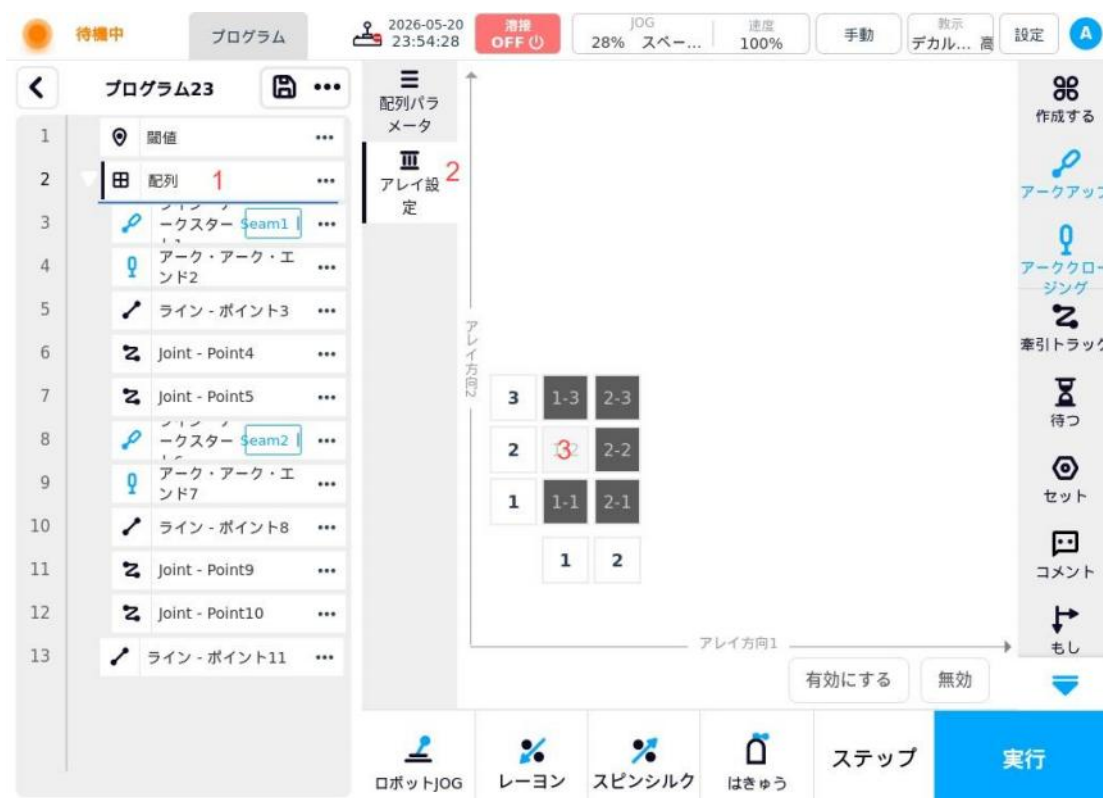 待機中
プログラム
2026-05-20
23:54:28
溶接
OFF
JOG
28% スペー...
速度
100%
手動
教示
デカル... 高
設定
A
プログラム23
•••
1 閾値 •••
2 配列 1 •••
3
ークスター Seam1 •••
4 アーク・アーク・エ
ンド2 •••
5 ライン - ポイント3 •••
6 Joint - Point4 •••
7 Joint - Point5 •••
8
ークスター Seam2 •••
9 アーク・アーク・エ
ンド7 •••
10 ライン - ポイント8 •••
11 Joint - Point9 •••
12 Joint - Point10 •••
13 ライン - ポイント11 •••
配列パラ
メータ
アレイ設
定
2
アレイ方向2
3 1-3 2-3
2 3 2-2
1 1-1 2-1
1 2
アレイ方向1
有効にする
無効
作成する
アークアップ
アーククロー
ジング
牽引トラック
待つ
セット
コメント
もし
ロボットJOG
レーヨン
スピンシルク
はきゅう
ステップ
実行